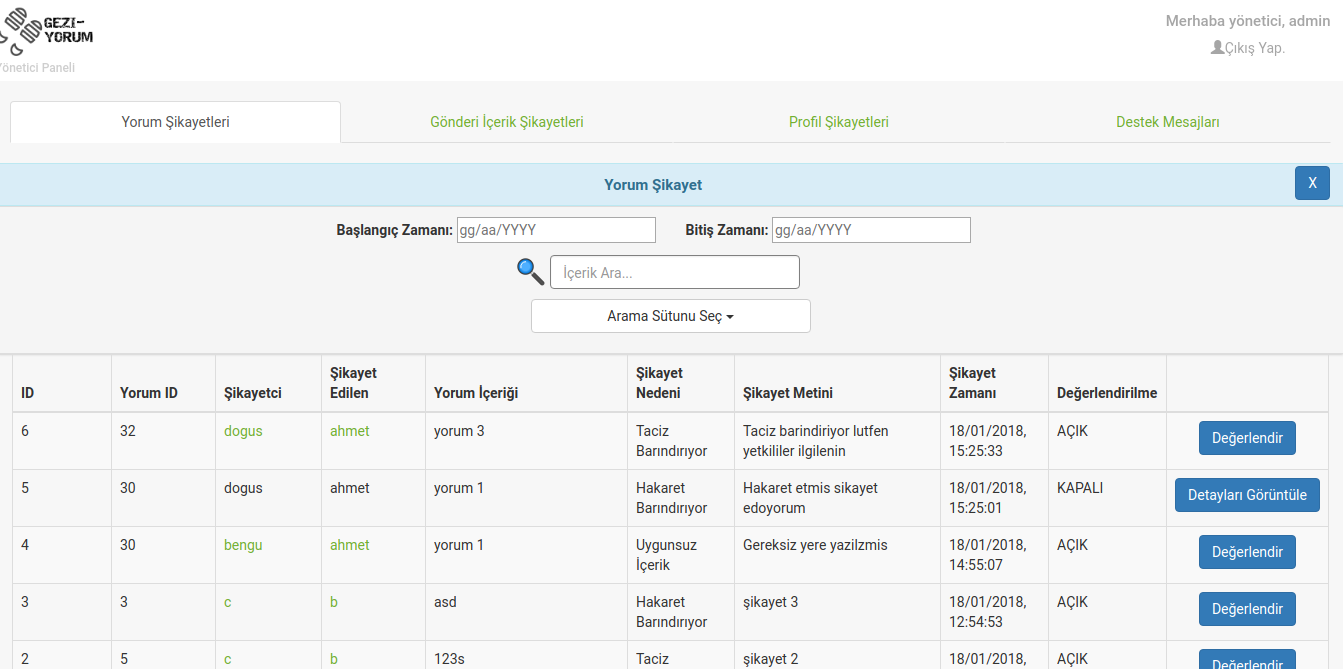 GEZI-
YORUM
Yönetici Paneli
Merhaba yönetici, admin
Çıkış Yap.
Yorum Şikayetleri
Gönderi İçerik Şikayetleri
Profil Şikayetleri
Destek Mesajları
Yorum Şikayet
X
Başlangıç Zamanı: gg/aa/YYYY
Bitiş Zamanı: gg/aa/YYYY
İçerik Ara...
Arama Sütunu Seç
ID
Yorum ID
Şikayetci
Şikayet
Edilen
Yorum İçeriği
Şikayet
Nedeni
Şikayet Metini
Şikayet
Zamanı
Değerlendirilme
6
32
dogus
ahmet
yorum 3
Taciz
Barındırıyor
Taciz barindiriyor lutfen
yetkililer ilgilenin
18/01/2018,
15:25:33
AÇIK
Değerlendir
5
30
dogus
ahmet
yorum 1
Hakaret
Barındırıyor
Hakaret etmis sikayet
edoyorum
18/01/2018,
15:25:01
KAPALI
Detayları Görüntüle
4
30
bengu
ahmet
yorum 1
Uygunsuz
İçerik
Gereksiz yere yazilzmis
18/01/2018,
14:55:07
AÇIK
Değerlendir
3
3
c
b
asd
Hakaret
Barındırıyor
şikayet 3
18/01/2018,
12:54:53
AÇIK
Değerlendir
2
5
c
b
123s
Taciz
şikayet 2
18/01/2018,
AÇIK
Değerlendir